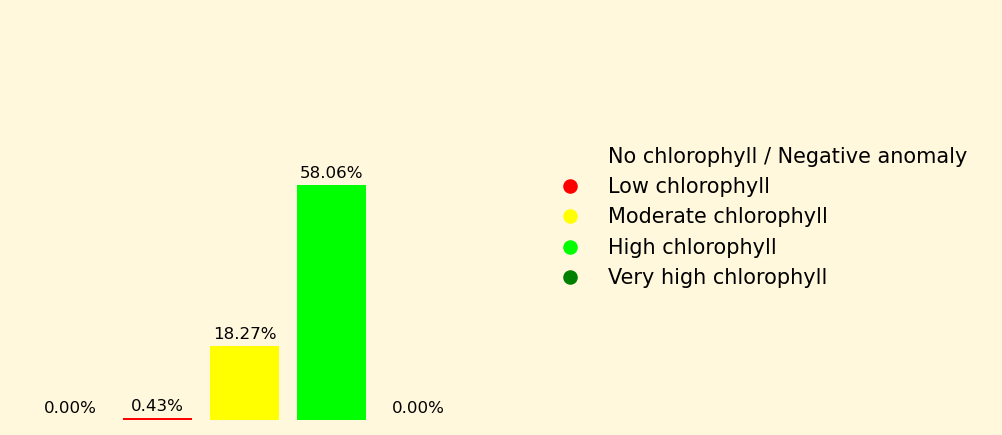 58.06%
18.27%
0.00%
0.43%
0.00%
No chlorophyll / Negative anomaly
Low chlorophyll
Moderate chlorophyll
High chlorophyll
Very high chlorophyll